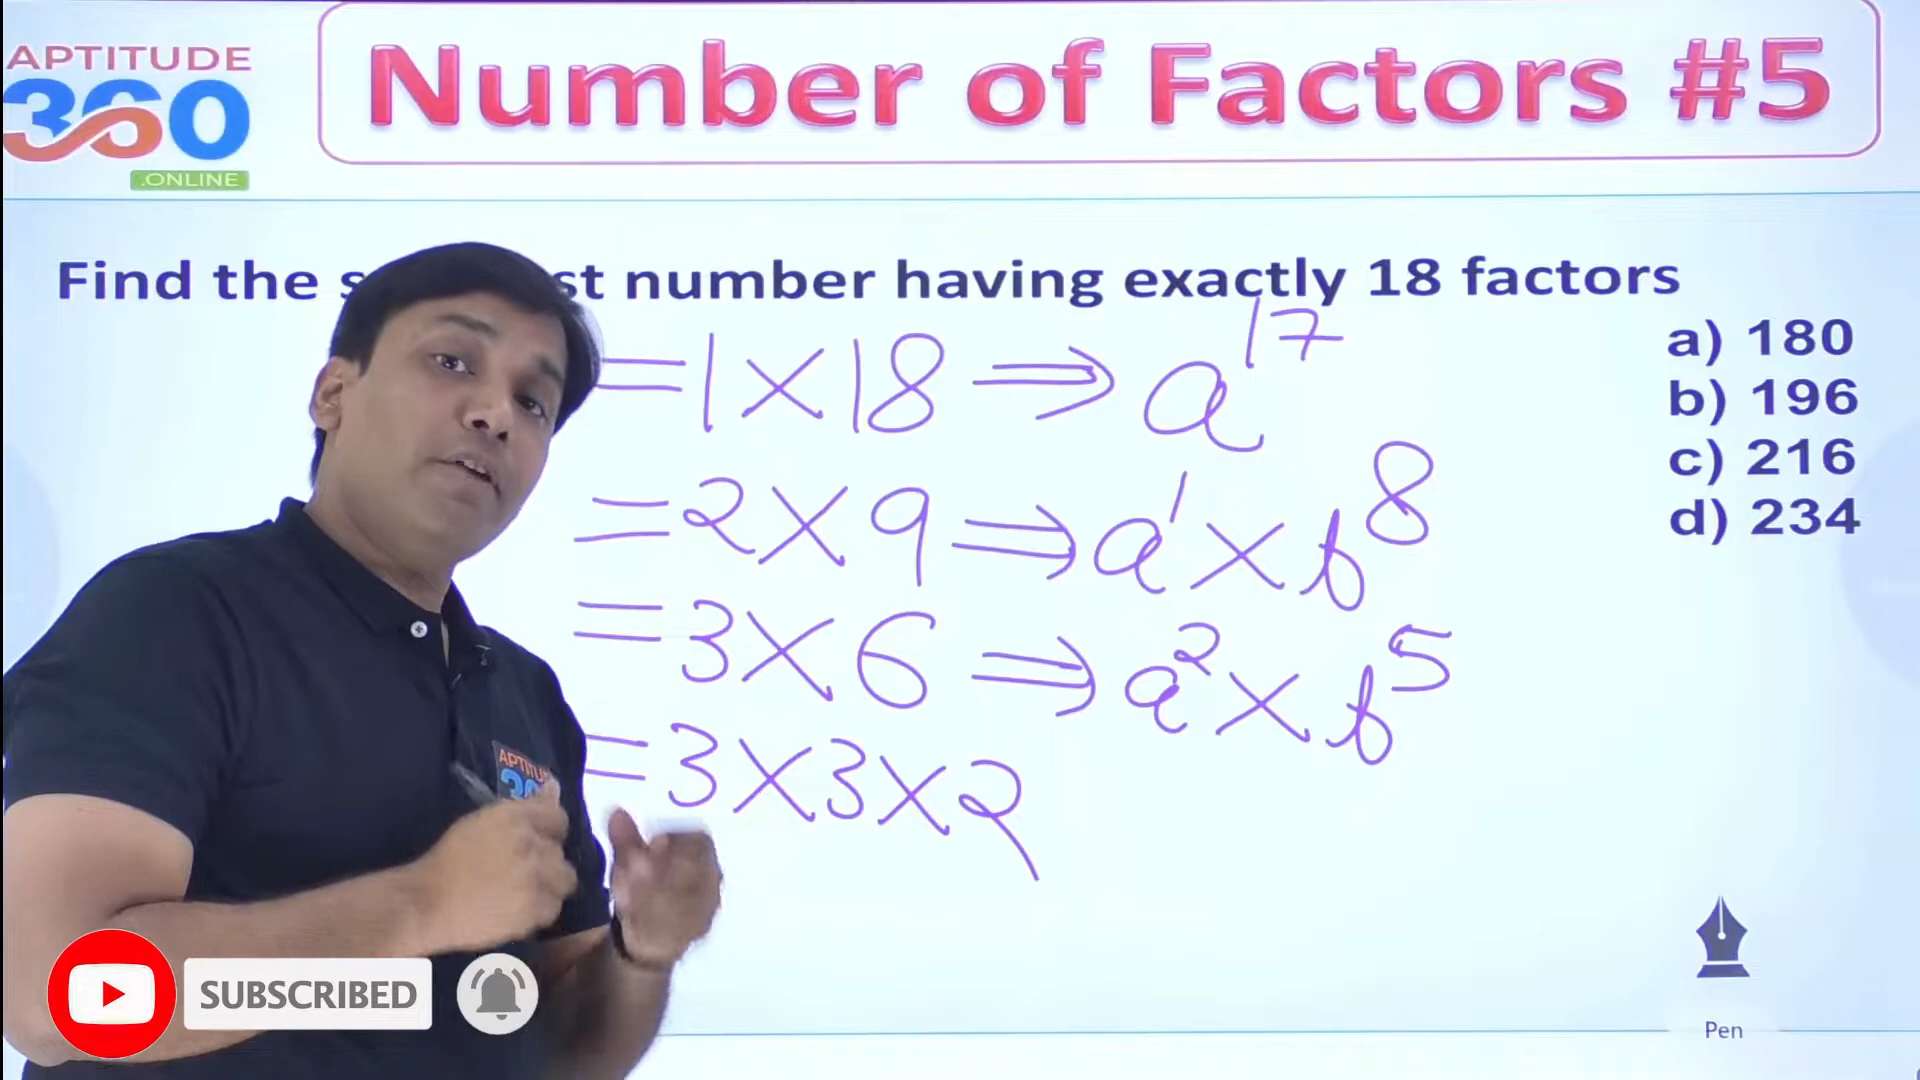 APTITUDE
360
.ONLINE
Number of Factors #5
Find the st number having exactly 18 factors
a) 180
b) 196
c) 216
d) 234
=1×18⇒a¹⁷
=2×9⇒a¹×b⁸
=3×6⇒a²×b⁵
=3×3×2
SUBSCRIBED
Pen